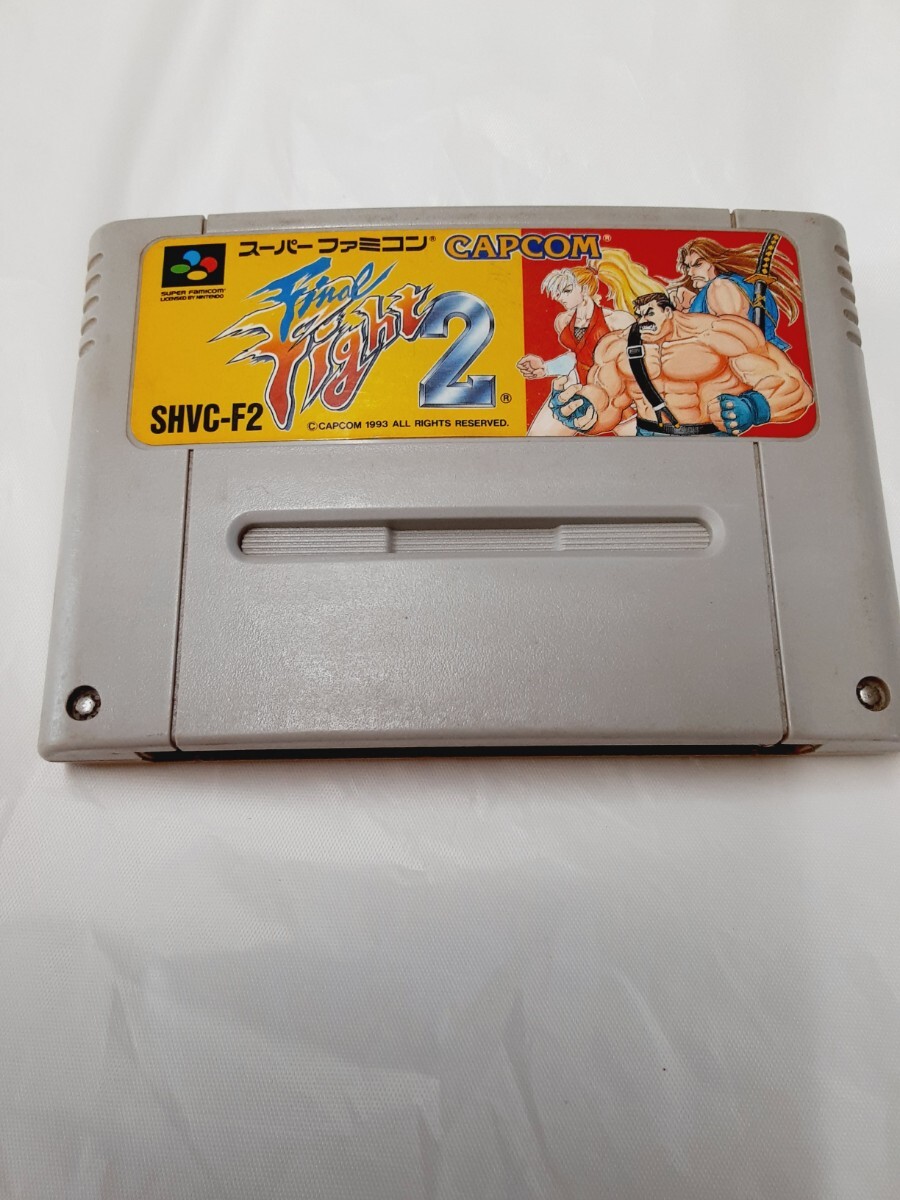 スーパーファミコン® CAPCOM®
SUPER FAMICOM
LICENSED BY NINTENDO
Final
Fight 2®
SHVC-F2
©CAPCOM 1993 ALL RIGHTS RESERVED.